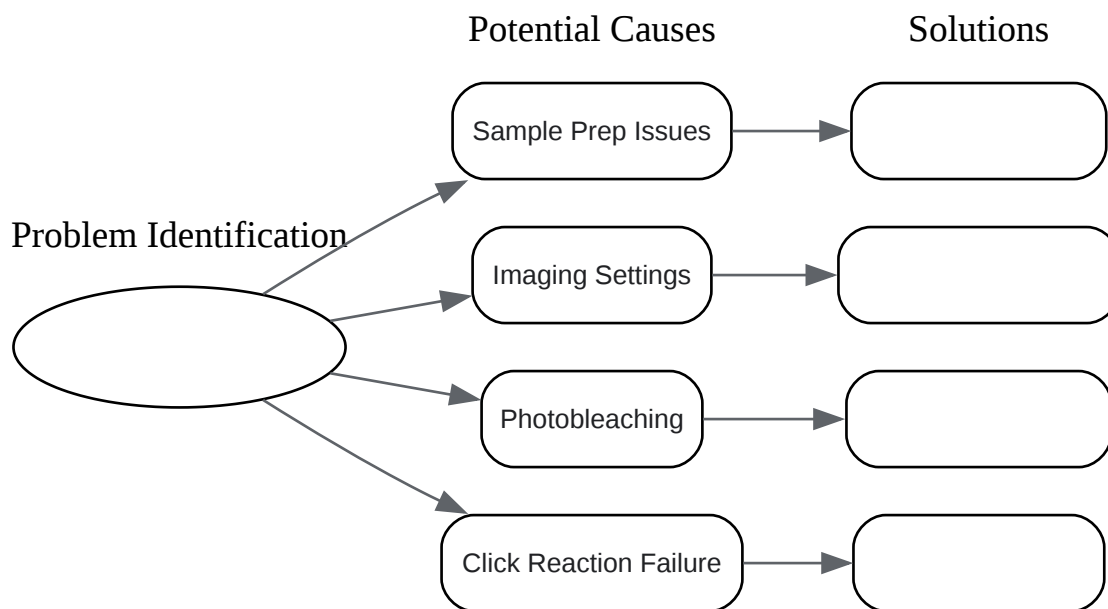 Potential Causes
Solutions
Sample Prep Issues
Problem Identification
Imaging Settings
Photobleaching
Click Reaction Failure